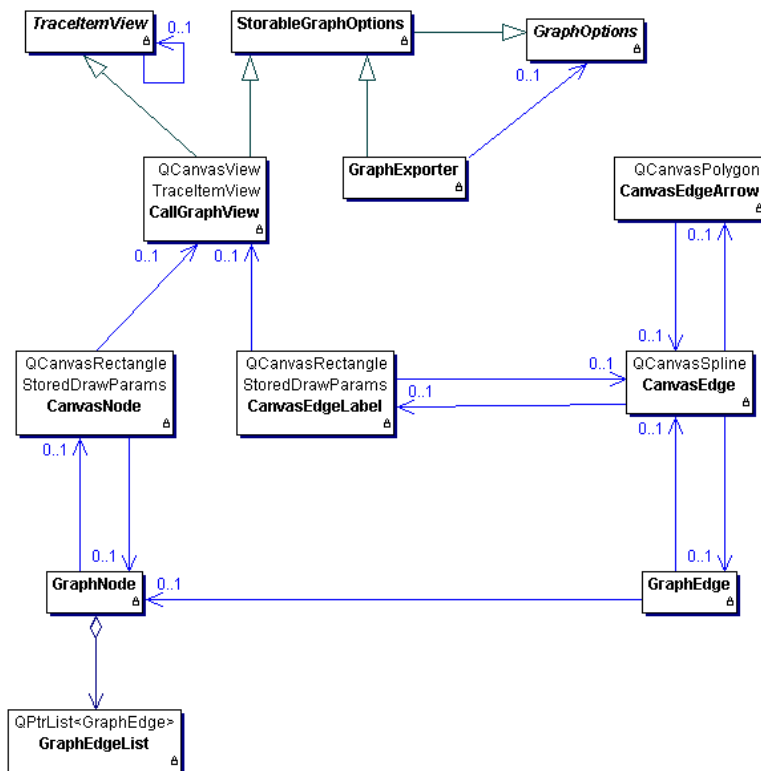 TraceItemView
0..1
StorableGraphOptions
GraphOptions
0..1
QCanvasView
TraceItemView
CallGraphView
GraphExporter
QCanvasPolygon
CanvasEdgeArrow
0..1
0..1
0..1
0..1
0..1
QCanvasRectangle
StoredDrawParams
CanvasNode
QCanvasRectangle
StoredDrawParams
CanvasEdgeLabel
0..1
QCanvasSpline
CanvasEdge
0..1
0..1
0..1
0..1
0..1
GraphNode
0..1
GraphEdge
QPtrList<GraphEdge>
GraphEdgeList